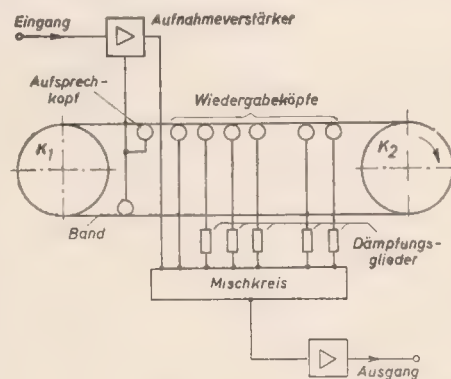 Eingang
Aufnahmeverstärker
Aufsprech-
kopf
Wiedergabeköpfe
K1
K2
Band
Dämpfungs-
glieder
Mischkreis
Ausgang